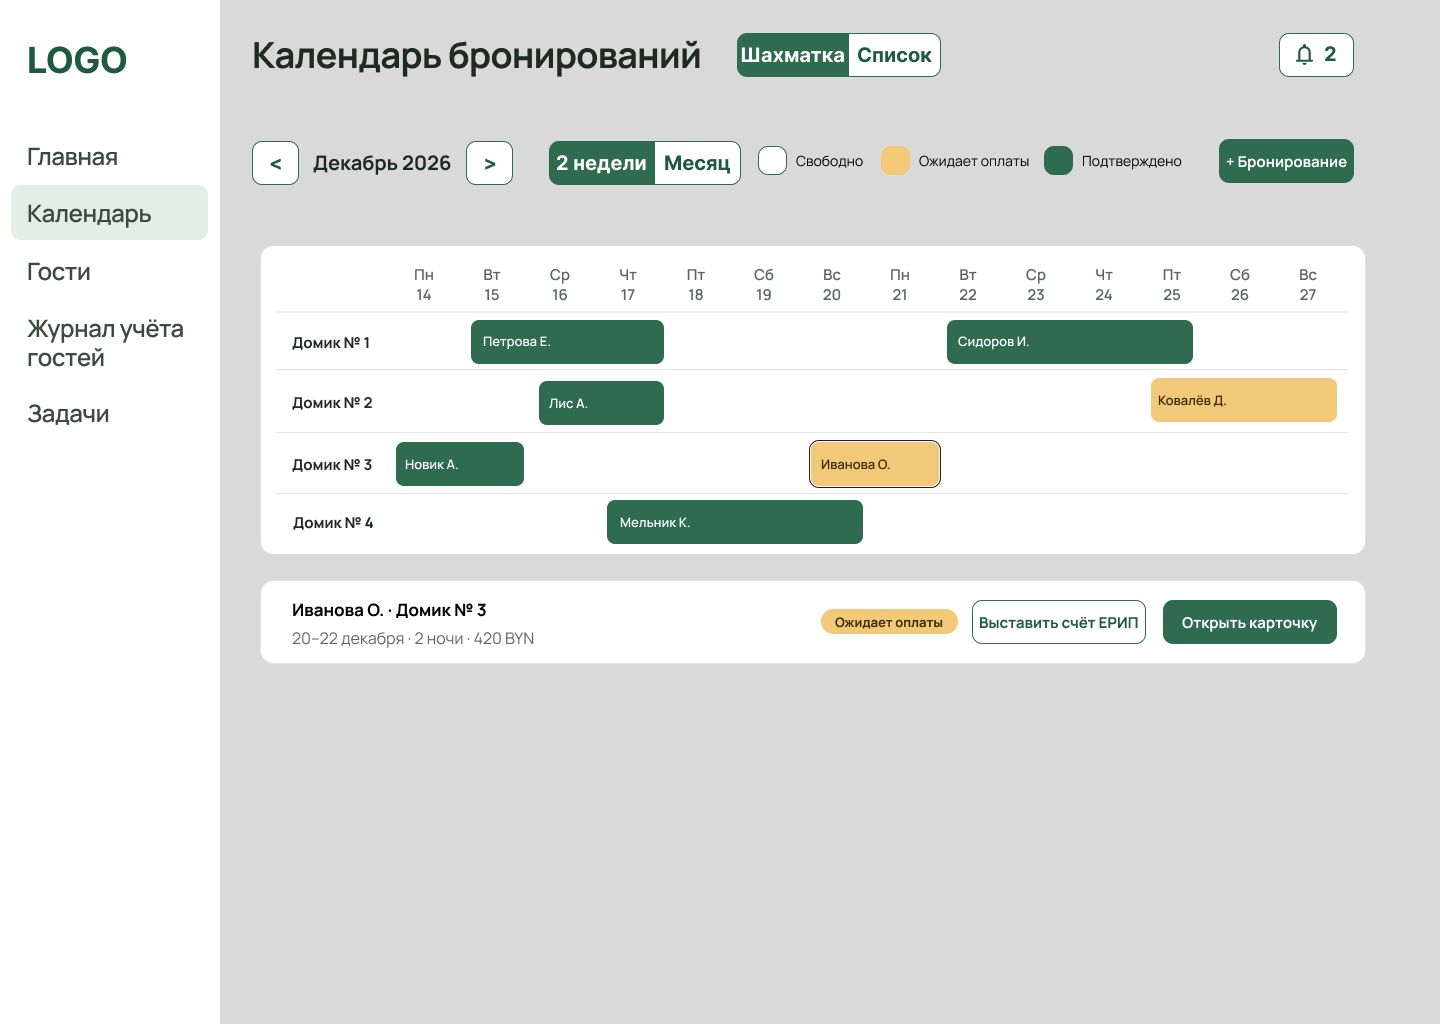 LOGO
Главная
Календарь
Гости
Журнал учёта
гостей
Задачи
Календарь бронирований
Шахматка Список
2
< Декабрь 2026 >
2 недели Месяц
Свободно Ожидает оплаты Подтверждено
+ Бронирование
Пн Вт Ср Чт Пт Сб Вс Пн Вт Ср Чт Пт Сб Вс
14 15 16 17 18 19 20 21 22 23 24 25 26 27
Домик № 1 Петрова Е. Сидоров И.
Домик № 2 Лис А. Ковалёв Д.
Домик № 3 Новик А. Иванова О.
Домик № 4 Мельник К.
Иванова О. · Домик № 3
20–22 декабря · 2 ночи · 420 BYN
Ожидает оплаты Выставить счёт ЕРИП Открыть карточку